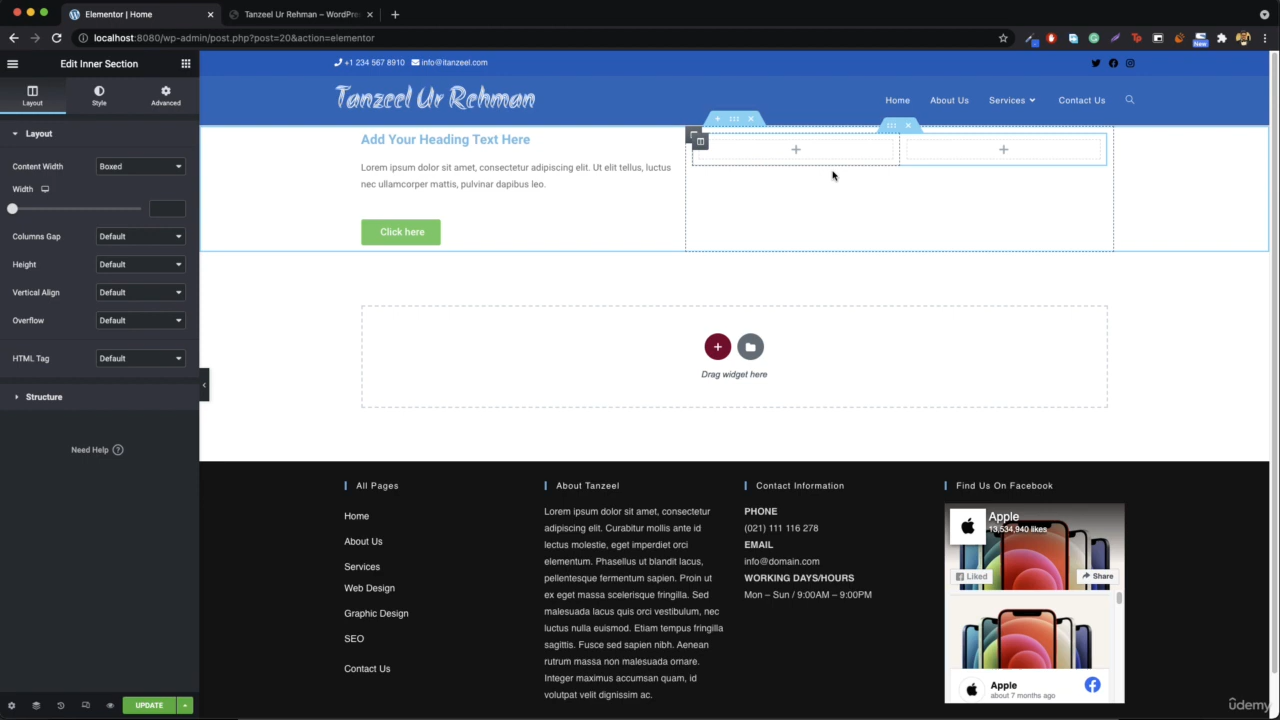 Elementor | Home
Tanzeel Ur Rehman – WordPre
localhost:8080/wp-admin/post.php?post=20&action=elementor
New
Edit Inner Section
Layout
Style
Advanced
Layout
Content Width
Boxed
Width
Columns Gap
Default
Height
Default
Vertical Align
Default
Overflow
Default
HTML Tag
Default
Structure
Need Help
UPDATE
+1 234 567 8910
info@itanzeel.com
Tanzeel Ur Rehman
Home
About Us
Services
Contact Us
Add Your Heading Text Here
Lorem ipsum dolor sit amet, consectetur adipiscing elit. Ut elit tellus, luctus
nec ullamcorper mattis, pulvinar dapibus leo.
Click here
Drag widget here
All Pages
Home
About Us
Services
Web Design
Graphic Design
SEO
Contact Us
About Tanzeel
Lorem ipsum dolor sit amet, consectetur
adipiscing elit. Curabitur mollis ante id
lectus molestie, eget imperdiet orci
elementum. Phasellus ut blandit lacus,
pellentesque fermentum sapien. Proin ut
ex eget massa scelerisque fringilla. Sed
malesuada lacus quis orci vestibulum, nec
luctus nulla euismod. Etiam tempus fringilla
sagittis. Fusce sed sapien nibh. Aenean
rutrum massa non malesuada ornare.
Integer maximus accumsan quam, id
volutpat velit dignissim ac.
Contact Information
PHONE
(021) 111 116 278
EMAIL
info@domain.com
WORKING DAYS/HOURS
Mon – Sun / 9:00AM – 9:00PM
Find Us On Facebook
Apple
13,534,940 likes
Liked
Share
Apple
about 7 months ago
ûdemy